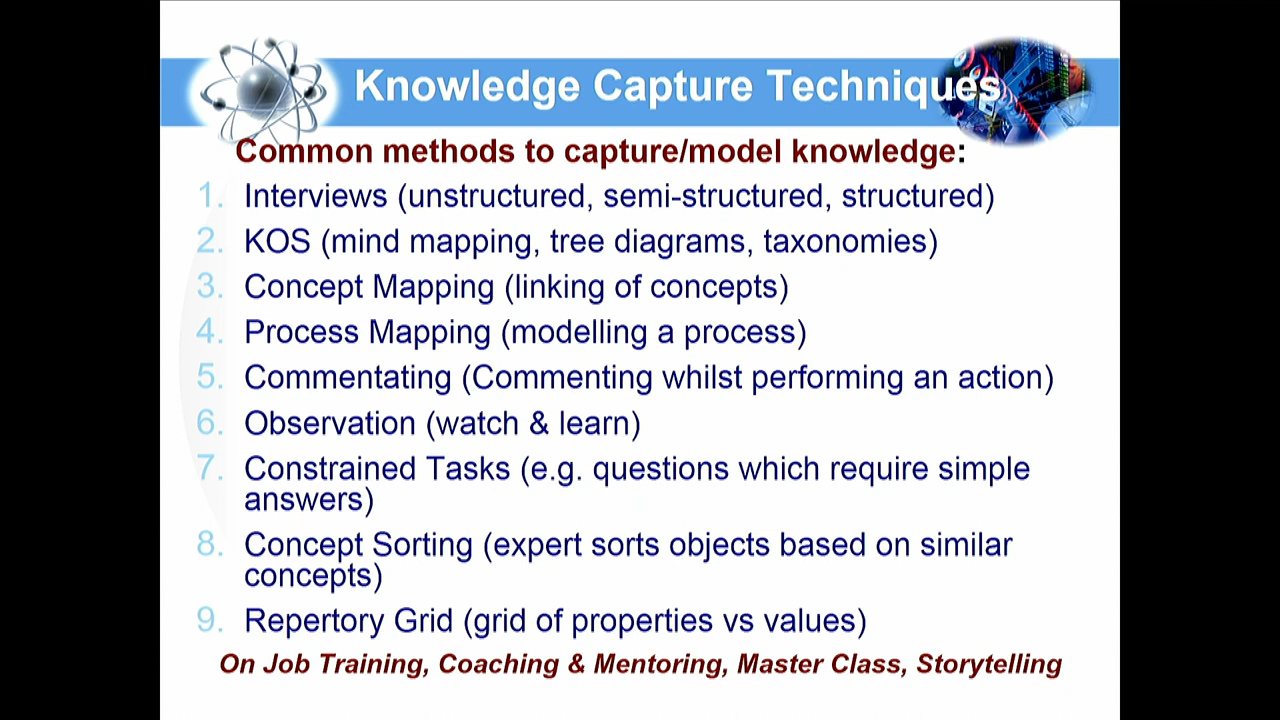 Knowledge Capture Techniques
Common methods to capture/model knowledge:
1. Interviews (unstructured, semi-structured, structured)
2. KOS (mind mapping, tree diagrams, taxonomies)
3. Concept Mapping (linking of concepts)
4. Process Mapping (modelling a process)
5. Commentating (Commenting whilst performing an action)
6. Observation (watch & learn)
7. Constrained Tasks (e.g. questions which require simple
answers)
8. Concept Sorting (expert sorts objects based on similar
concepts)
9. Repertory Grid (grid of properties vs values)
On Job Training, Coaching & Mentoring, Master Class, Storytelling